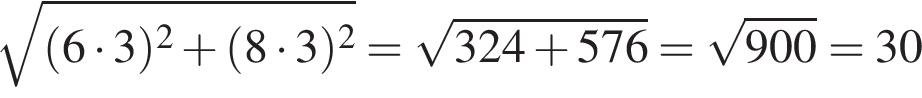 √((6 · 3)² + (8 · 3)²) = √(324 + 576) = √900 = 30